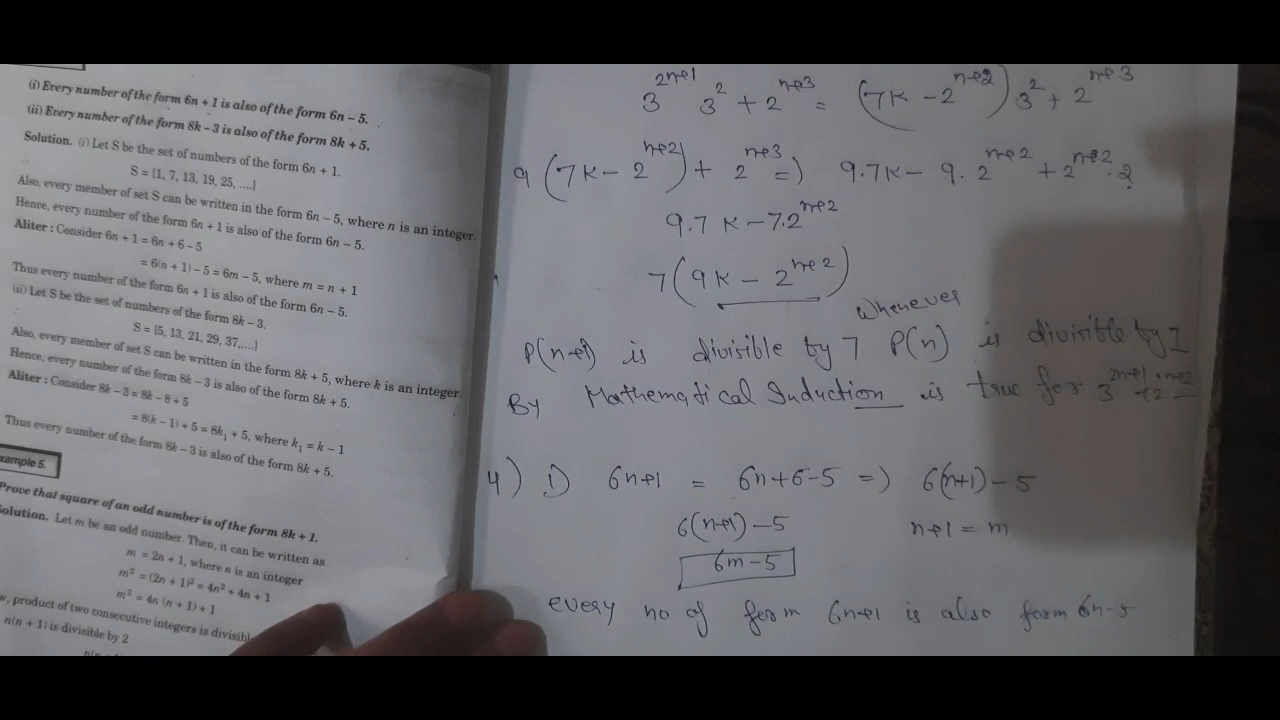 (i) Every number of the form 6n + 1 is also of the form 6n – 5.
(ii) Every number of the form 8k – 3 is also of the form 8k + 5.
Solution. (i) Let S be the set of numbers of the form 6n + 1.
S = {1, 7, 13, 19, 25, ....}
Also, every member of set S can be written in the form 6n – 5, where n is an integer.
Hence, every number of the form 6n + 1 is also of the form 6n – 5.
Aliter : Consider 6n + 1 = 6n + 6 – 5
= 6(n + 1) – 5 = 6m – 5, where m = n + 1
Thus every number of the form 6n + 1 is also of the form 6n – 5.
(ii) Let S be the set of numbers of the form 8k – 3.
S = {5, 13, 21, 29, 37,....}
Also, every member of set S can be written in the form 8k + 5, where k is an integer.
Hence, every number of the form 8k – 3 is also of the form 8k + 5.
Aliter : Consider 8k – 3 = 8k – 8 + 5
= 8(k – 1) + 5 = 8k₁ + 5, where k₁ = k – 1
Thus every number of the form 8k – 3 is also of the form 8k + 5.
xample 5.
Prove that square of an odd number is of the form 8k + 1.
olution. Let m be an odd number. Then, it can be written as
m = 2n + 1, where n is an integer
m² = (2n + 1)² = 4n² + 4n + 1
m² = 4n (n + 1) + 1
, product of two consecutive integers is
n(n + 1) is divisible by 2
3^2n+1 3^2 + 2^n+3 = (7K – 2^n+2) 3^2 + 2^n+3
9 (7K – 2^n+2) + 2^n+3 =) 9.7K – 9. 2^n+2 + 2^n+2 . 2
9.7 K – 7.2^n+2
7 (9K – 2^n+2)
Whenever
P(n+1) is divisible by 7 P(n) is divisible by 7
By Mathematical Induction is true for 3^2n+1 + 2^n+2
4) I) 6n+1 = 6n+6-5 =) 6(n+1) – 5
6(n+1) – 5 n+1 = m
6m – 5
every no of form 6n+1 is also form 6n-5